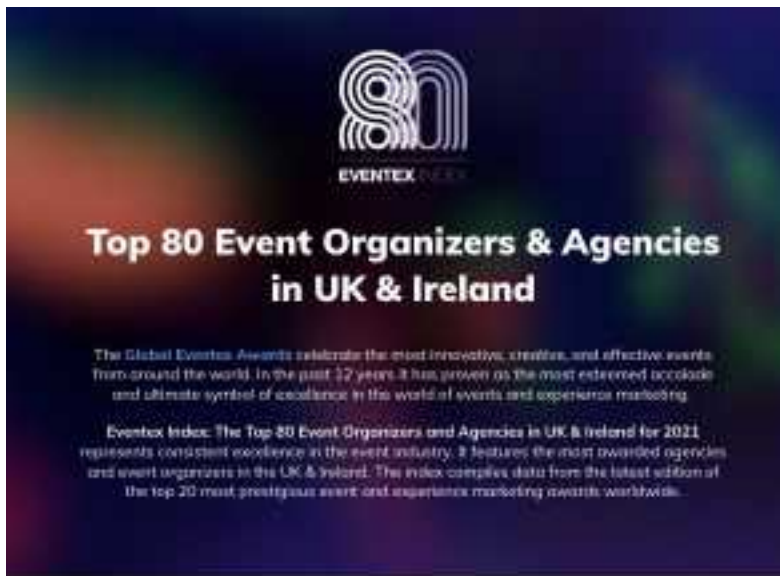 80
EVENTEX INDEX
Top 80 Event Organizers & Agencies
in UK & Ireland
The Global Eventex Awards celebrate the most innovative, creative, and effective events
from around the world. In the past 12 years it has proven as the most esteemed accolade
and ultimate symbol of excellence in the world of events and experience marketing.
Eventex Index: The Top 80 Event Organizers and Agencies in UK & Ireland for 2021
represents consistent excellence in the event industry. It features the most awarded agencies
and event organizers in the UK & Ireland. The index compiles data from the latest edition of
the top 20 most prestigious event and experience marketing awards worldwide.